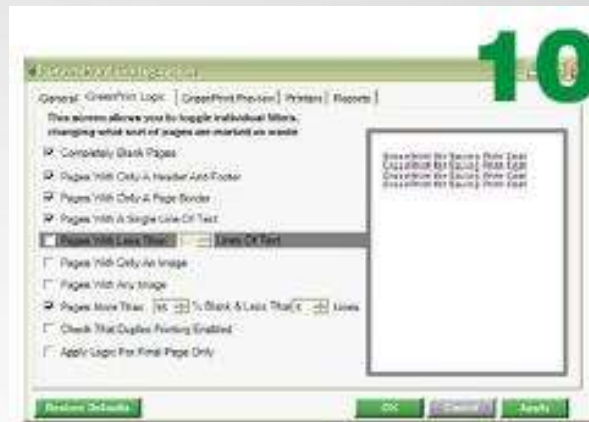 10
General GreenPrint Logic GreenPrint Preview Printers Reports
This screen allows you to toggle individual filters,
changing what sort of pages are marked as waste
Completely Blank Pages
Pages With Only A Header And Footer
Pages With Only A Page Border
Pages With A Single Line Of Text
Pages With Less Than Lines Of Text
Pages With Only An Image
Pages With Any Image
Pages More Than % Blank & Less Than Lines
Check That Duplex Printing Enabled
Apply Logic For Final Page Only
Restore Defaults OK Cancel Apply